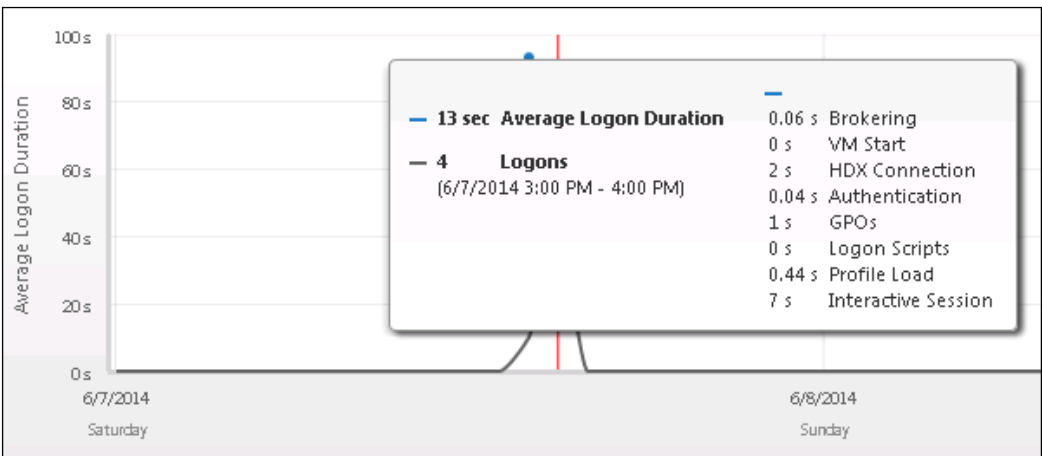 100 s
80 s
60 s
40 s
20 s
0 s
Average Logon Duration
13 sec Average Logon Duration
4 Logons
(6/7/2014 3:00 PM - 4:00 PM)
0.06 s Brokering
0 s VM Start
2 s HDX Connection
0.04 s Authentication
1 s GPOs
0 s Logon Scripts
0.44 s Profile Load
7 s Interactive Session
6/7/2014
Saturday
6/8/2014
Sunday